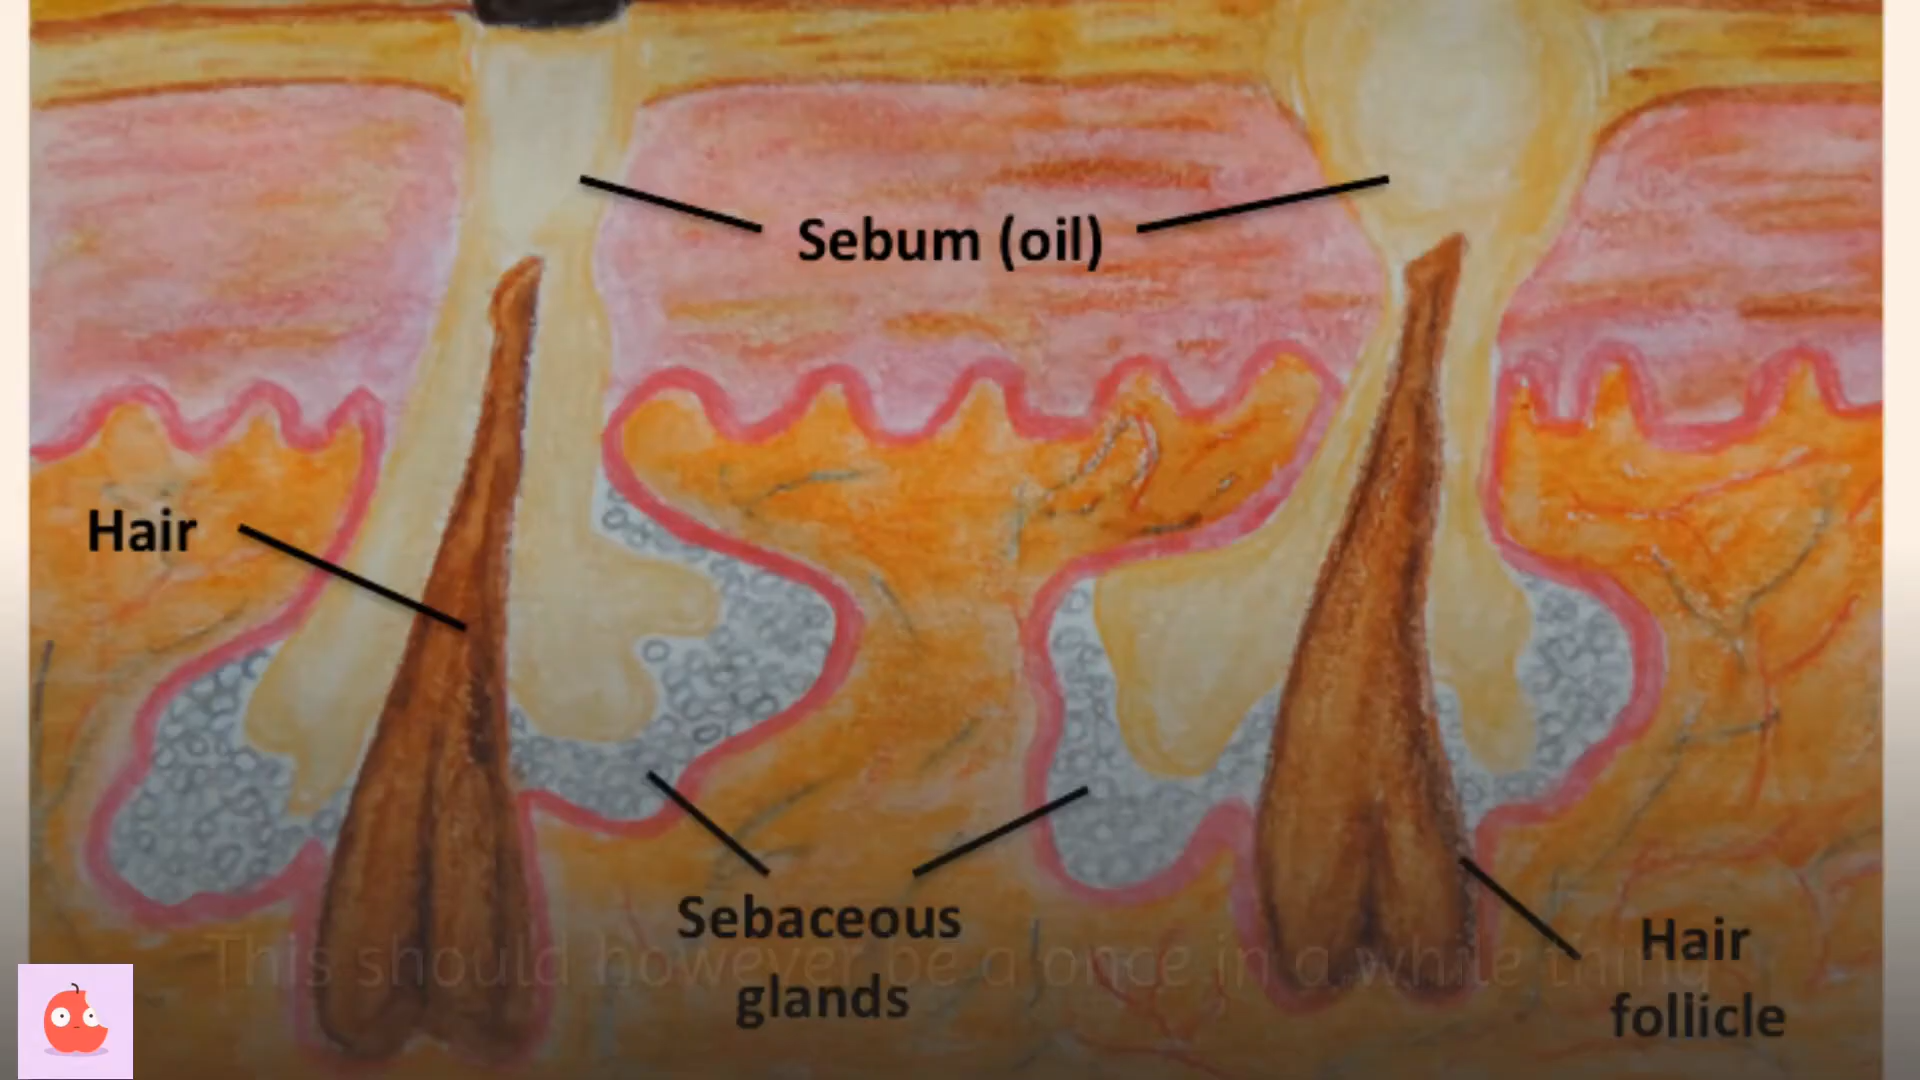 Sebum (oil)
Hair
Sebaceous
glands
Hair
follicle
This should however be a once in a while thing